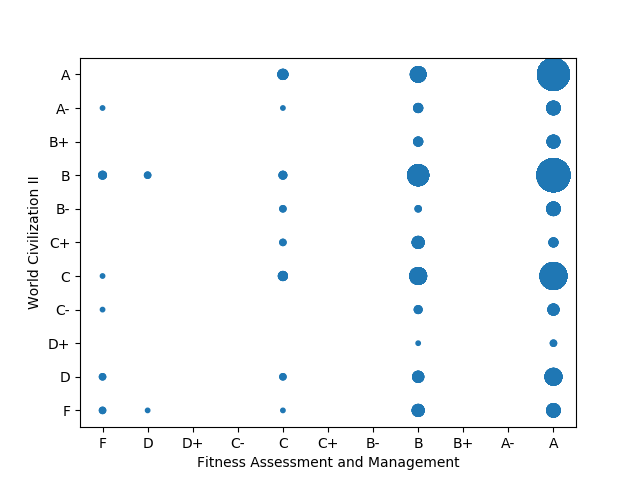 A
A-
B+
B
B-
C+
C
C-
D+
D
F
World Civilization II
F D D+ C- C C+ B- B B+ A- A
Fitness Assessment and Management